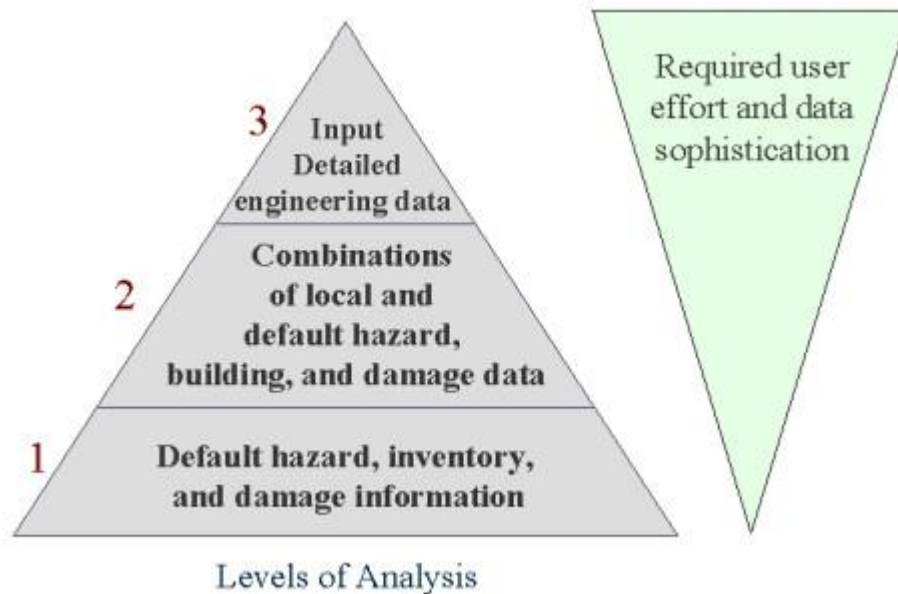 3
Input
Detailed
engineering data
2
Combinations
of local and
default hazard,
building, and damage data
1
Default hazard, inventory,
and damage information
Levels of Analysis
Required user
effort and data
sophistication